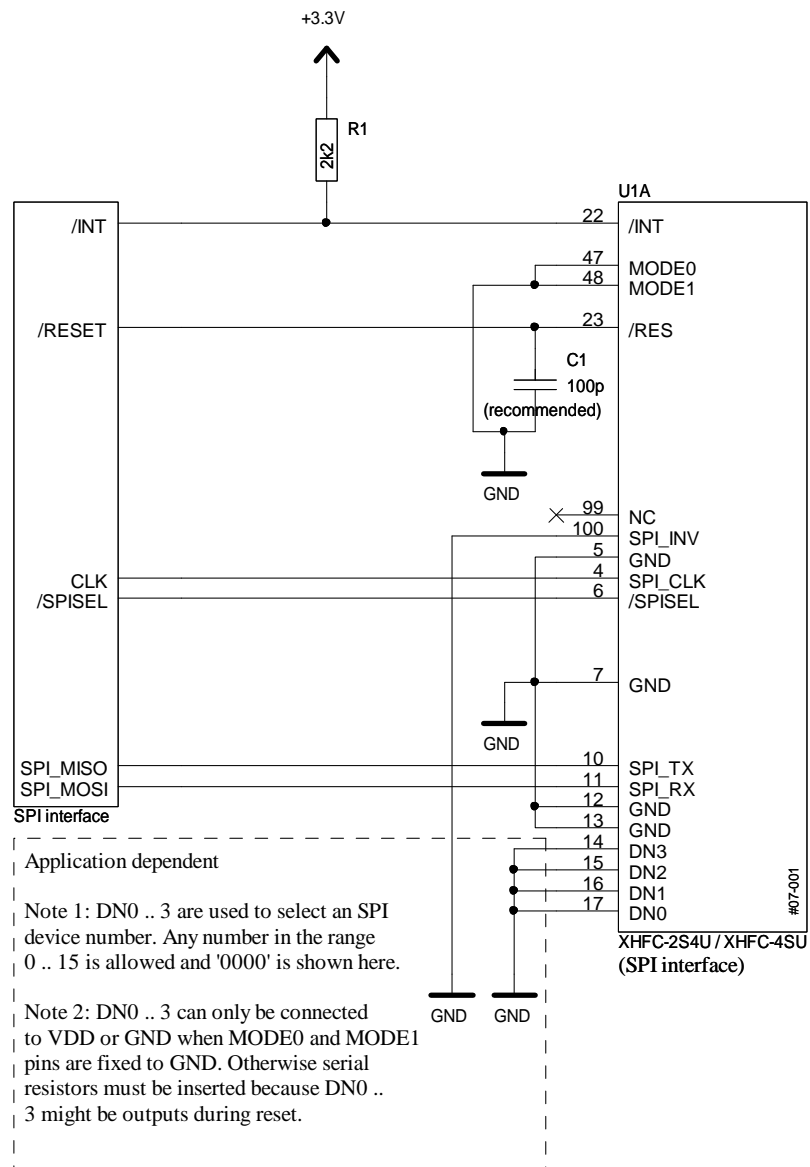 +3.3V
R1
2k2
U1A
/INT
22
/INT
47
MODE0
48
MODE1
/RESET
23
/RES
C1
100p
(recommended)
GND
99
NC
100
SPI_INV
5
GND
CLK
4
SPI_CLK
/SPISEL
6
/SPISEL
7
GND
GND
SPI_MISO
10
SPI_TX
SPI_MOSI
11
SPI_RX
12
GND
SPI interface
13
GND
14
DN3
15
DN2
16
DN1
17
DN0
#07-001
XHFC-2S4U / XHFC-4SU
(SPI interface)
Application dependent
Note 1: DN0 .. 3 are used to select an SPI
device number. Any number in the range
0 .. 15 is allowed and '0000' is shown here.
GND
GND
Note 2: DN0 .. 3 can only be connected
to VDD or GND when MODE0 and MODE1
pins are fixed to GND. Otherwise serial
resistors must be inserted because DN0 ..
3 might be outputs during reset.